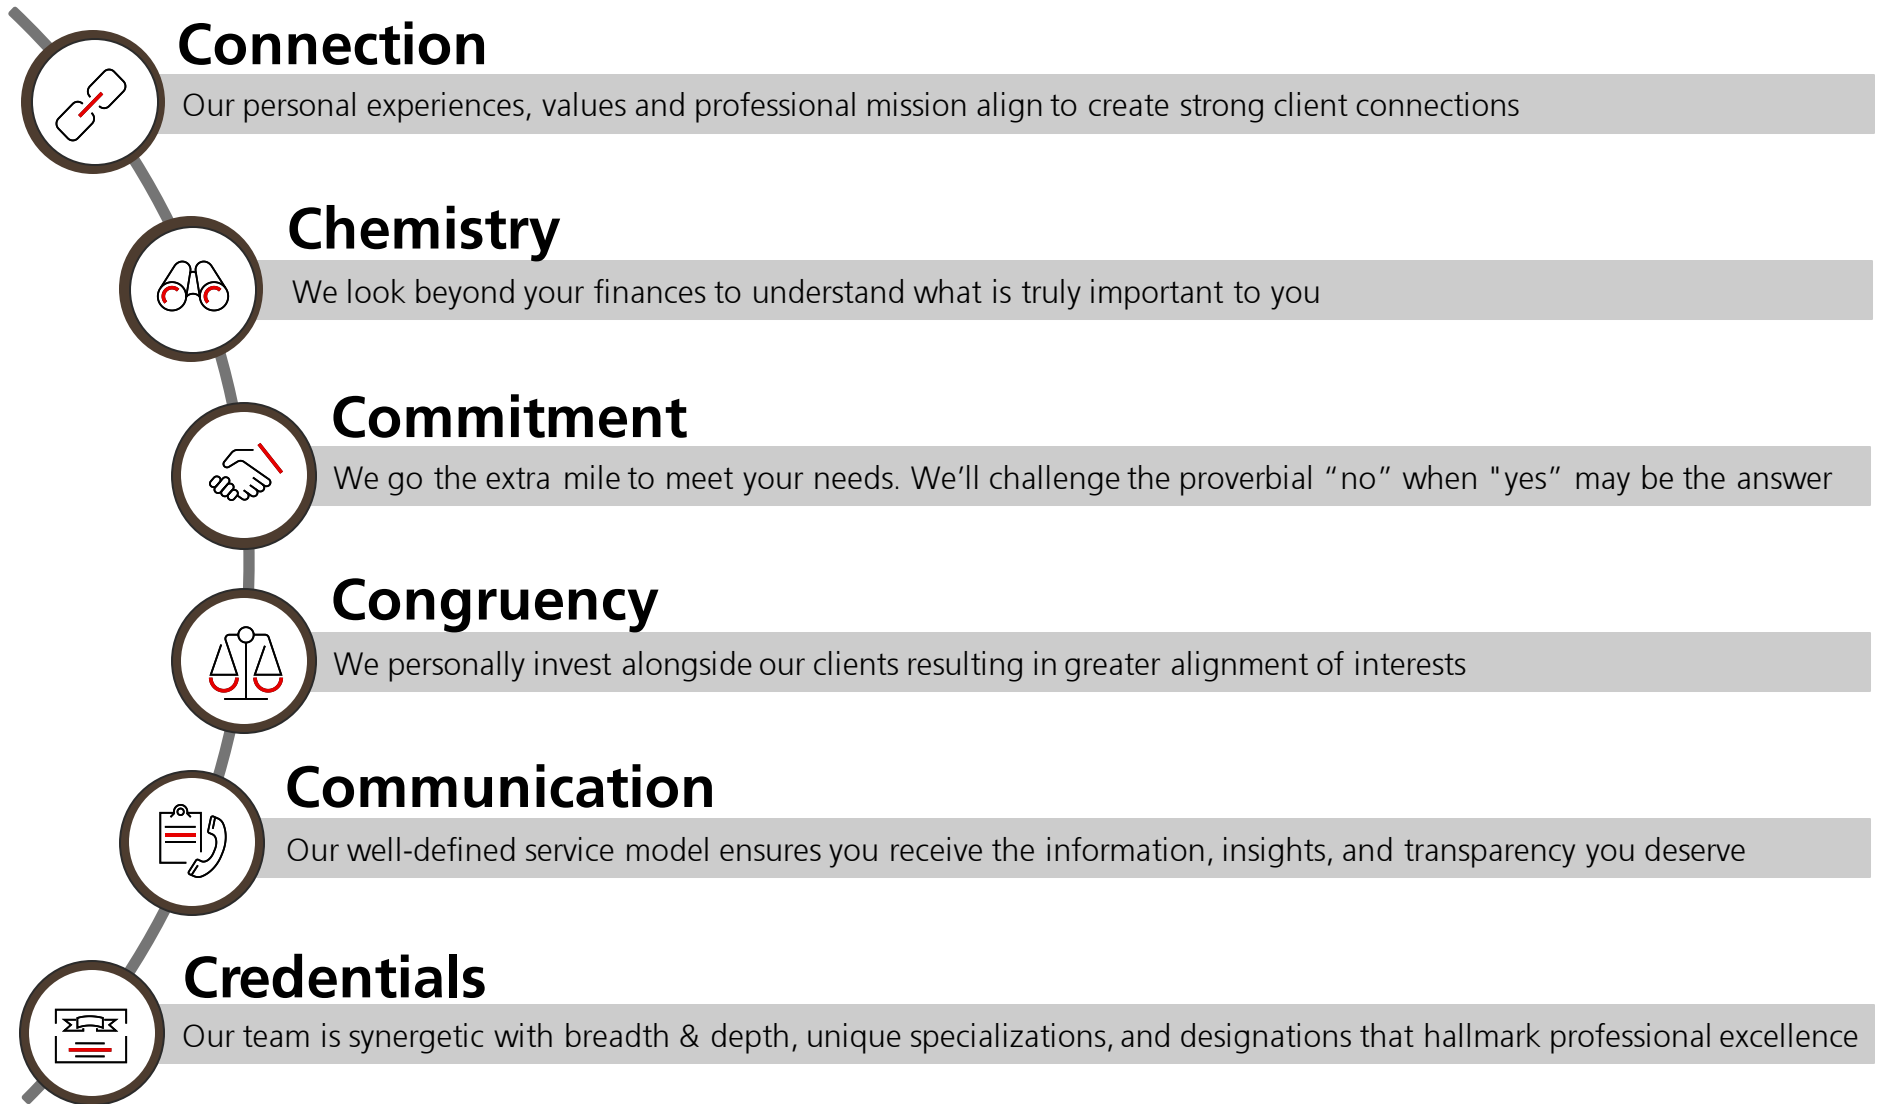 Connection
Our personal experiences, values and professional mission align to create strong client connections
Chemistry
We look beyond your finances to understand what is truly important to you
Commitment
We go the extra mile to meet your needs. We’ll challenge the proverbial “no” when "yes” may be the answer
Congruency
We personally invest alongside our clients resulting in greater alignment of interests
Communication
Our well-defined service model ensures you receive the information, insights, and transparency you deserve
Credentials
Our team is synergetic with breadth & depth, unique specializations, and designations that hallmark professional excellence